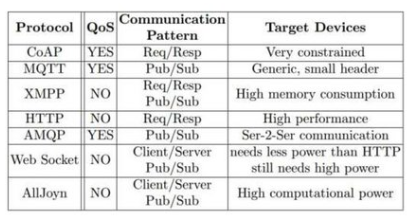 Protocol QoS Communication Pattern Target Devices
CoAP YES Req/Resp Very constrained
MQTT YES Pub/Sub Generic, small header
XMPP NO Req/Resp Pub/Sub High memory consumption
HTTP NO Req/Resp High performance
AMQP YES Pub/Sub Ser-2-Ser communication
Web Socket NO Client/Server Pub/Sub needs less power than HTTP still needs high power
AllJoyn NO Client/Server Pub/Sub High computational power